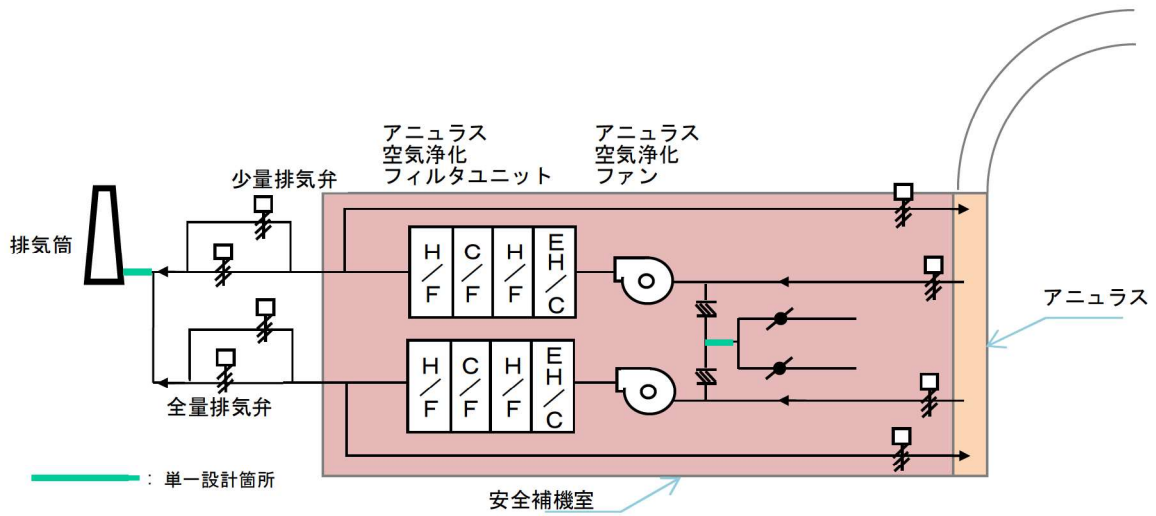 アニュラス
空気浄化
フィルタユニット
アニュラス
空気浄化
ファン
少量排気弁
排気筒
H/F
C/F
H/F
EH/C
アニュラス
H/F
C/F
H/F
EH/C
全量排気弁
：単一設計箇所
安全補機室